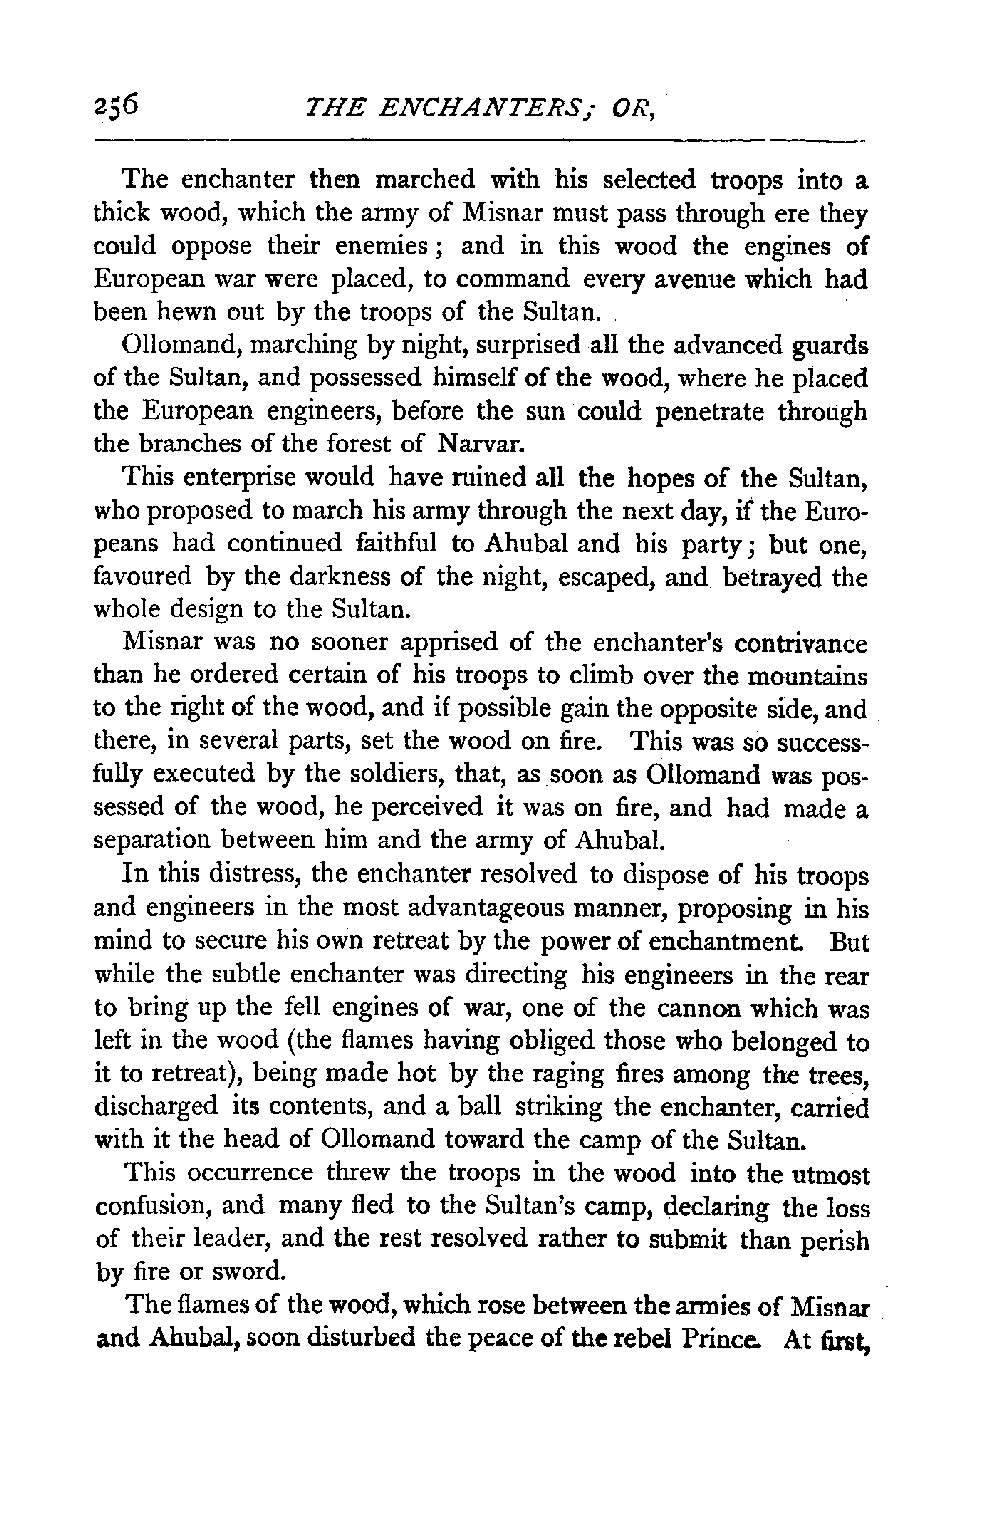 256 THE ENCHANTERS; OR,
The enchanter then marched with his selected troops into a
thick wood, which the army of Misnar must pass through ere they
could oppose their enemies; and in this wood the engines of
European war were placed, to command every avenue which had
been hewn out by the troops of the Sultan.
Ollomand, marching by night, surprised all the advanced guards
of the Sultan, and possessed himself of the wood, where he placed
the European engineers, before the sun could penetrate through
the branches of the forest of Narvar.
This enterprise would have ruined all the hopes of the Sultan,
who proposed to march his army through the next day, if the Euro-
peans had continued faithful to Ahubal and his party; but one,
favoured by the darkness of the night, escaped, and betrayed the
whole design to the Sultan.
Misnar was no sooner apprised of the enchanter's contrivance
than he ordered certain of his troops to climb over the mountains
to the right of the wood, and if possible gain the opposite side, and
there, in several parts, set the wood on fire. This was so success-
fully executed by the soldiers, that, as soon as Ollomand was pos-
sessed of the wood, he perceived it was on fire, and had made a
separation between him and the army of Ahubal.
In this distress, the enchanter resolved to dispose of his troops
and engineers in the most advantageous manner, proposing in his
mind to secure his own retreat by the power of enchantment. But
while the subtle enchanter was directing his engineers in the rear
to bring up the fell engines of war, one of the cannon which was
left in the wood (the flames having obliged those who belonged to
it to retreat), being made hot by the raging fires among the trees,
discharged its contents, and a ball striking the enchanter, carried
with it the head of Ollomand toward the camp of the Sultan.
This occurrence threw the troops in the wood into the utmost
confusion, and many fled to the Sultan's camp, declaring the loss
of their leader, and the rest resolved rather to submit than perish
by fire or sword.
The flames of the wood, which rose between the armies of Misnar
and Ahubal, soon disturbed the peace of the rebel Prince. At first,